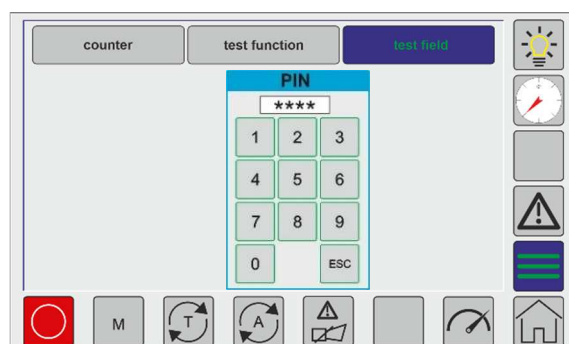 counter test function test field
PIN
****
1 2 3
4 5 6
7 8 9
0 ESC
M T A